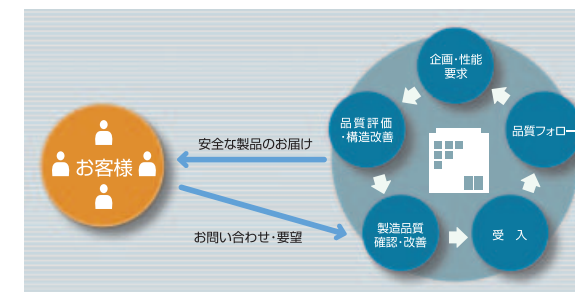 企画・性能
要求
品質評価
・構造改善
品質フォロー
安全な製品のお届け
お客様
お問い合わせ・要望
製造品質
確認・改善
受 入